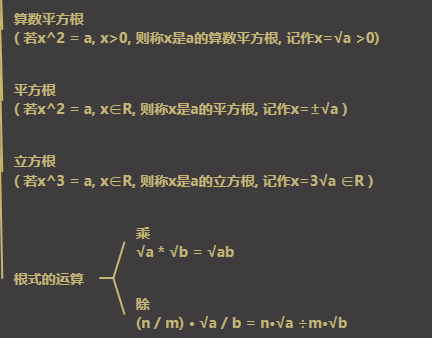 算数平方根
( 若x^2 = a, x>0, 则称x是a的算数平方根, 记作x=√a >0)
平方根
( 若x^2 = a, x∈R, 则称x是a的平方根, 记作x=±√a )
立方根
( 若x^3 = a, x∈R, 则称x是a的立方根, 记作x=3√a ∈R )
根式的运算
乘
√a * √b = √ab
除
(n / m) • √a / b = n•√a ÷m•√b